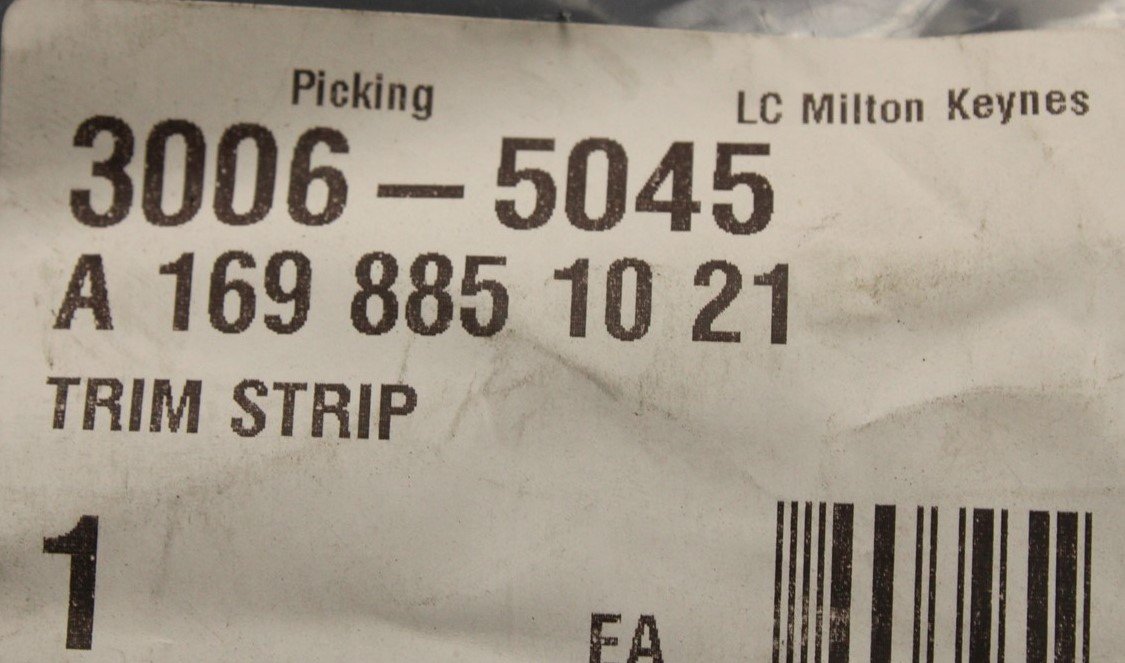 Picking LC Milton Keynes
3006-5045
A 169 885 10 21
TRIM STRIP
1
EA